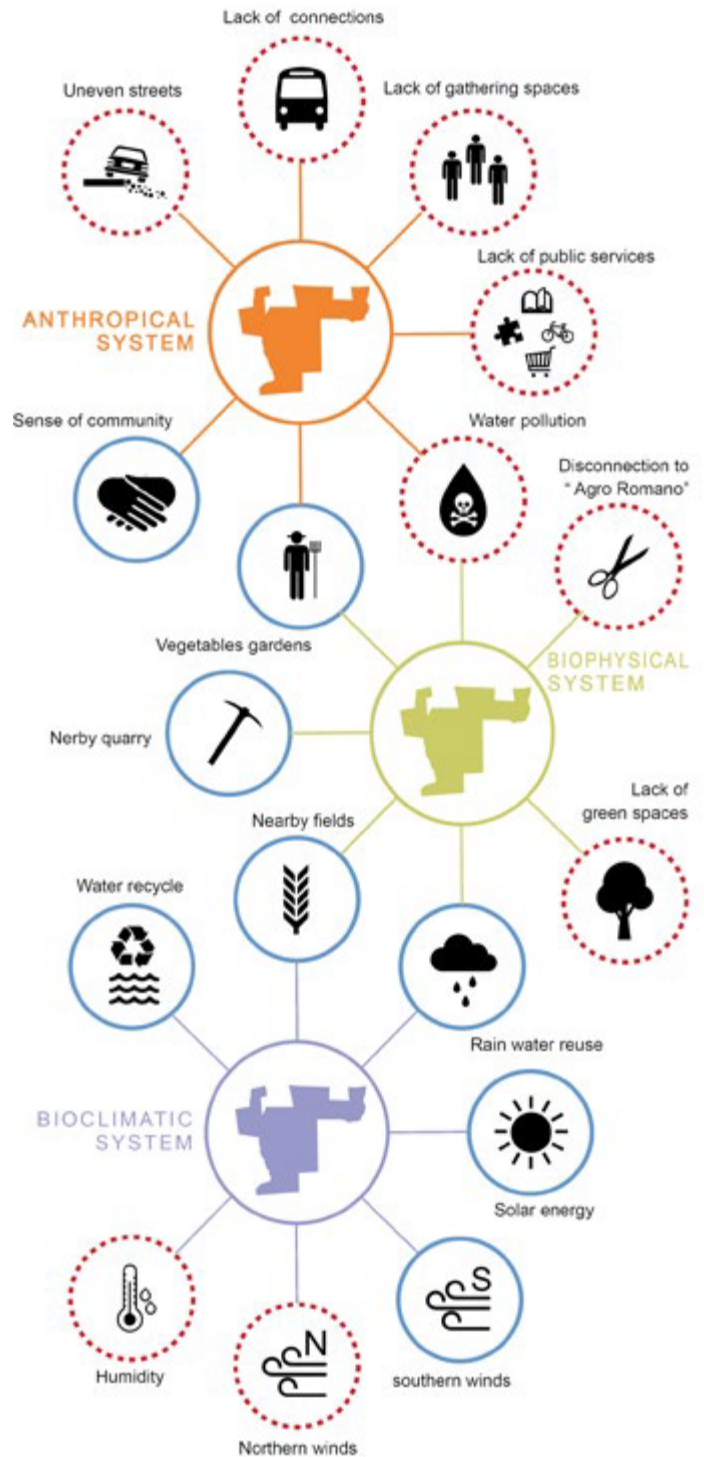 Lack of connections
Uneven streets
Lack of gathering spaces
Lack of public services
ANTHROPICAL
SYSTEM
Sense of community
Water pollution
Disconnection to
“ Agro Romano”
Vegetables gardens
BIOPHYSICAL
SYSTEM
Nerby quarry
Lack of
green spaces
Nearby fields
Water recycle
Rain water reuse
BIOCLIMATIC
SYSTEM
Solar energy
S
Humidity
N
southern winds
Northern winds